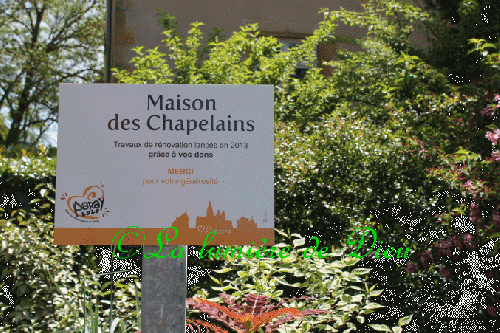 Maison
des Chapelains
Travaux de rénovation lancés en 2013
grâce à vos dons
MERCI
pour votre générosité
©La lumière de Dieu